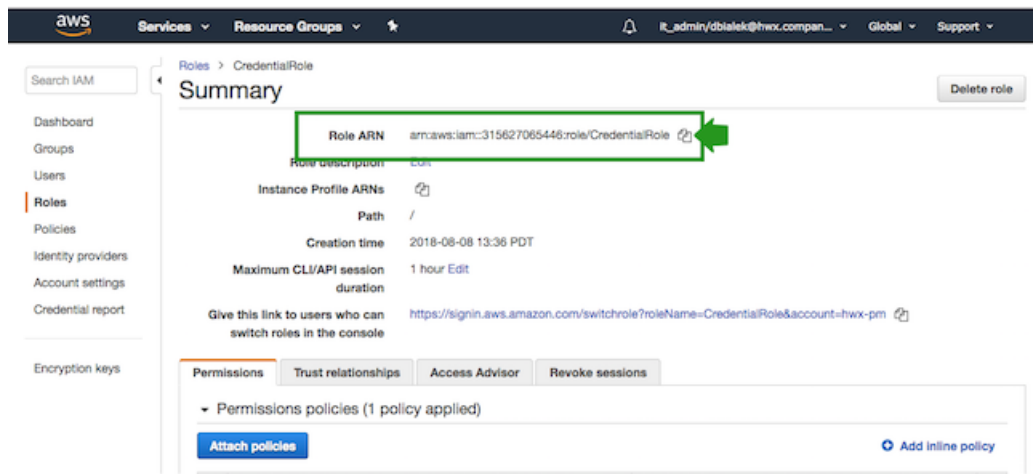 aws
Services
Resource Groups
it_admin/dbialek@hwx.compan...
Global
Support
Search IAM
Dashboard
Groups
Users
Roles
Policies
Identity providers
Account settings
Credential report
Encryption keys
Roles > CredentialRole
Summary
Delete role
Role ARN arn:aws:iam::315627065446:role/CredentialRole
Role description Edit
Instance Profile ARNs
Path /
Creation time 2018-08-08 13:36 PDT
Maximum CLI/API session 1 hour Edit
duration
Give this link to users who can https://signin.aws.amazon.com/switchrole?roleName=CredentialRole&account=hwx-pm
switch roles in the console
Permissions
Trust relationships
Access Advisor
Revoke sessions
Permissions policies (1 policy applied)
Attach policies
Add inline policy